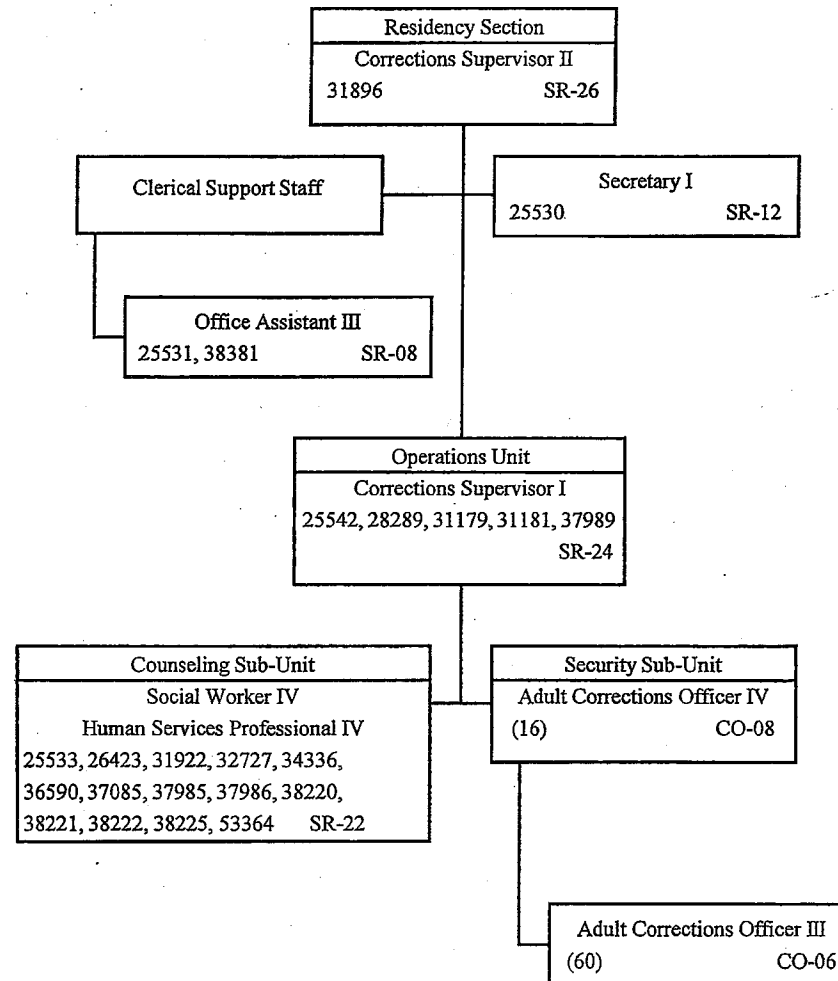 Residency Section
Corrections Supervisor II
31896 SR-26
Clerical Support Staff
Secretary I
25530 SR-12
Office Assistant III
25531, 38381 SR-08
Operations Unit
Corrections Supervisor I
25542, 28289, 31179, 31181, 37989
SR-24
Counseling Sub-Unit
Social Worker IV
Human Services Professional IV
25533, 26423, 31922, 32727, 34336,
36590, 37085, 37985, 37986, 38220,
38221, 38222, 38225, 53364 SR-22
Security Sub-Unit
Adult Corrections Officer IV
(16) CO-08
Adult Corrections Officer III
(60) CO-06